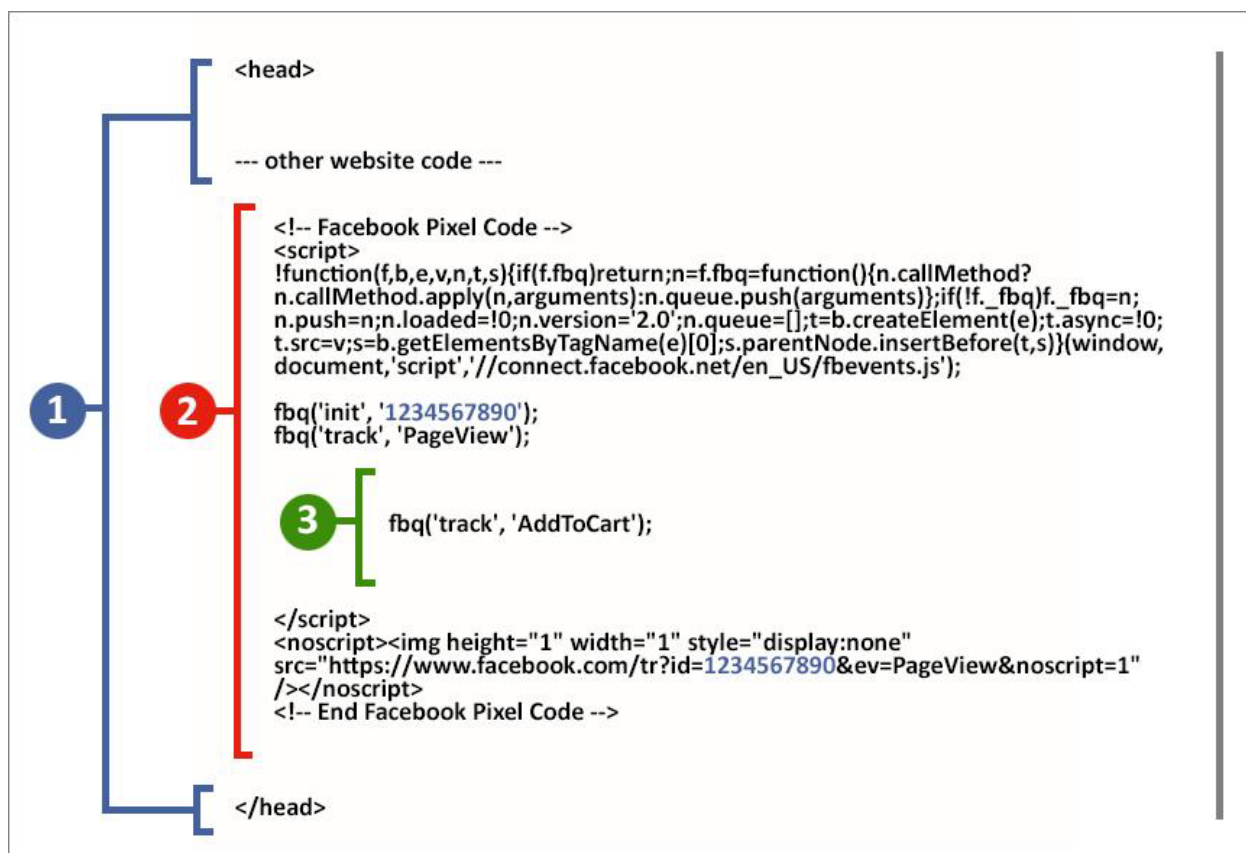 <head>
--- other website code ---
<!-- Facebook Pixel Code -->
<script>
!function(f,b,e,v,n,t,s){if(f.fbq)return;n=f.fbq=function(){n.callMethod?
n.callMethod.apply(n,arguments):n.queue.push(arguments)};if(!f._fbq)f._fbq=n;
n.push=n;n.loaded=!0;n.version='2.0';n.queue=[];t=b.createElement(e);t.async=!0;
t.src=v;s=b.getElementsByTagName(e)[0];s.parentNode.insertBefore(t,s)}(window,
document,'script','//connect.facebook.net/en_US/fbevents.js');
1
2
fbq('init', '1234567890');
fbq('track', 'PageView');
3
fbq('track', 'AddToCart');
</script>
<noscript><img height="1" width="1" style="display:none"
src="https://www.facebook.com/tr?id=1234567890&ev=PageView&noscript=1"
/></noscript>
<!-- End Facebook Pixel Code -->
</head>